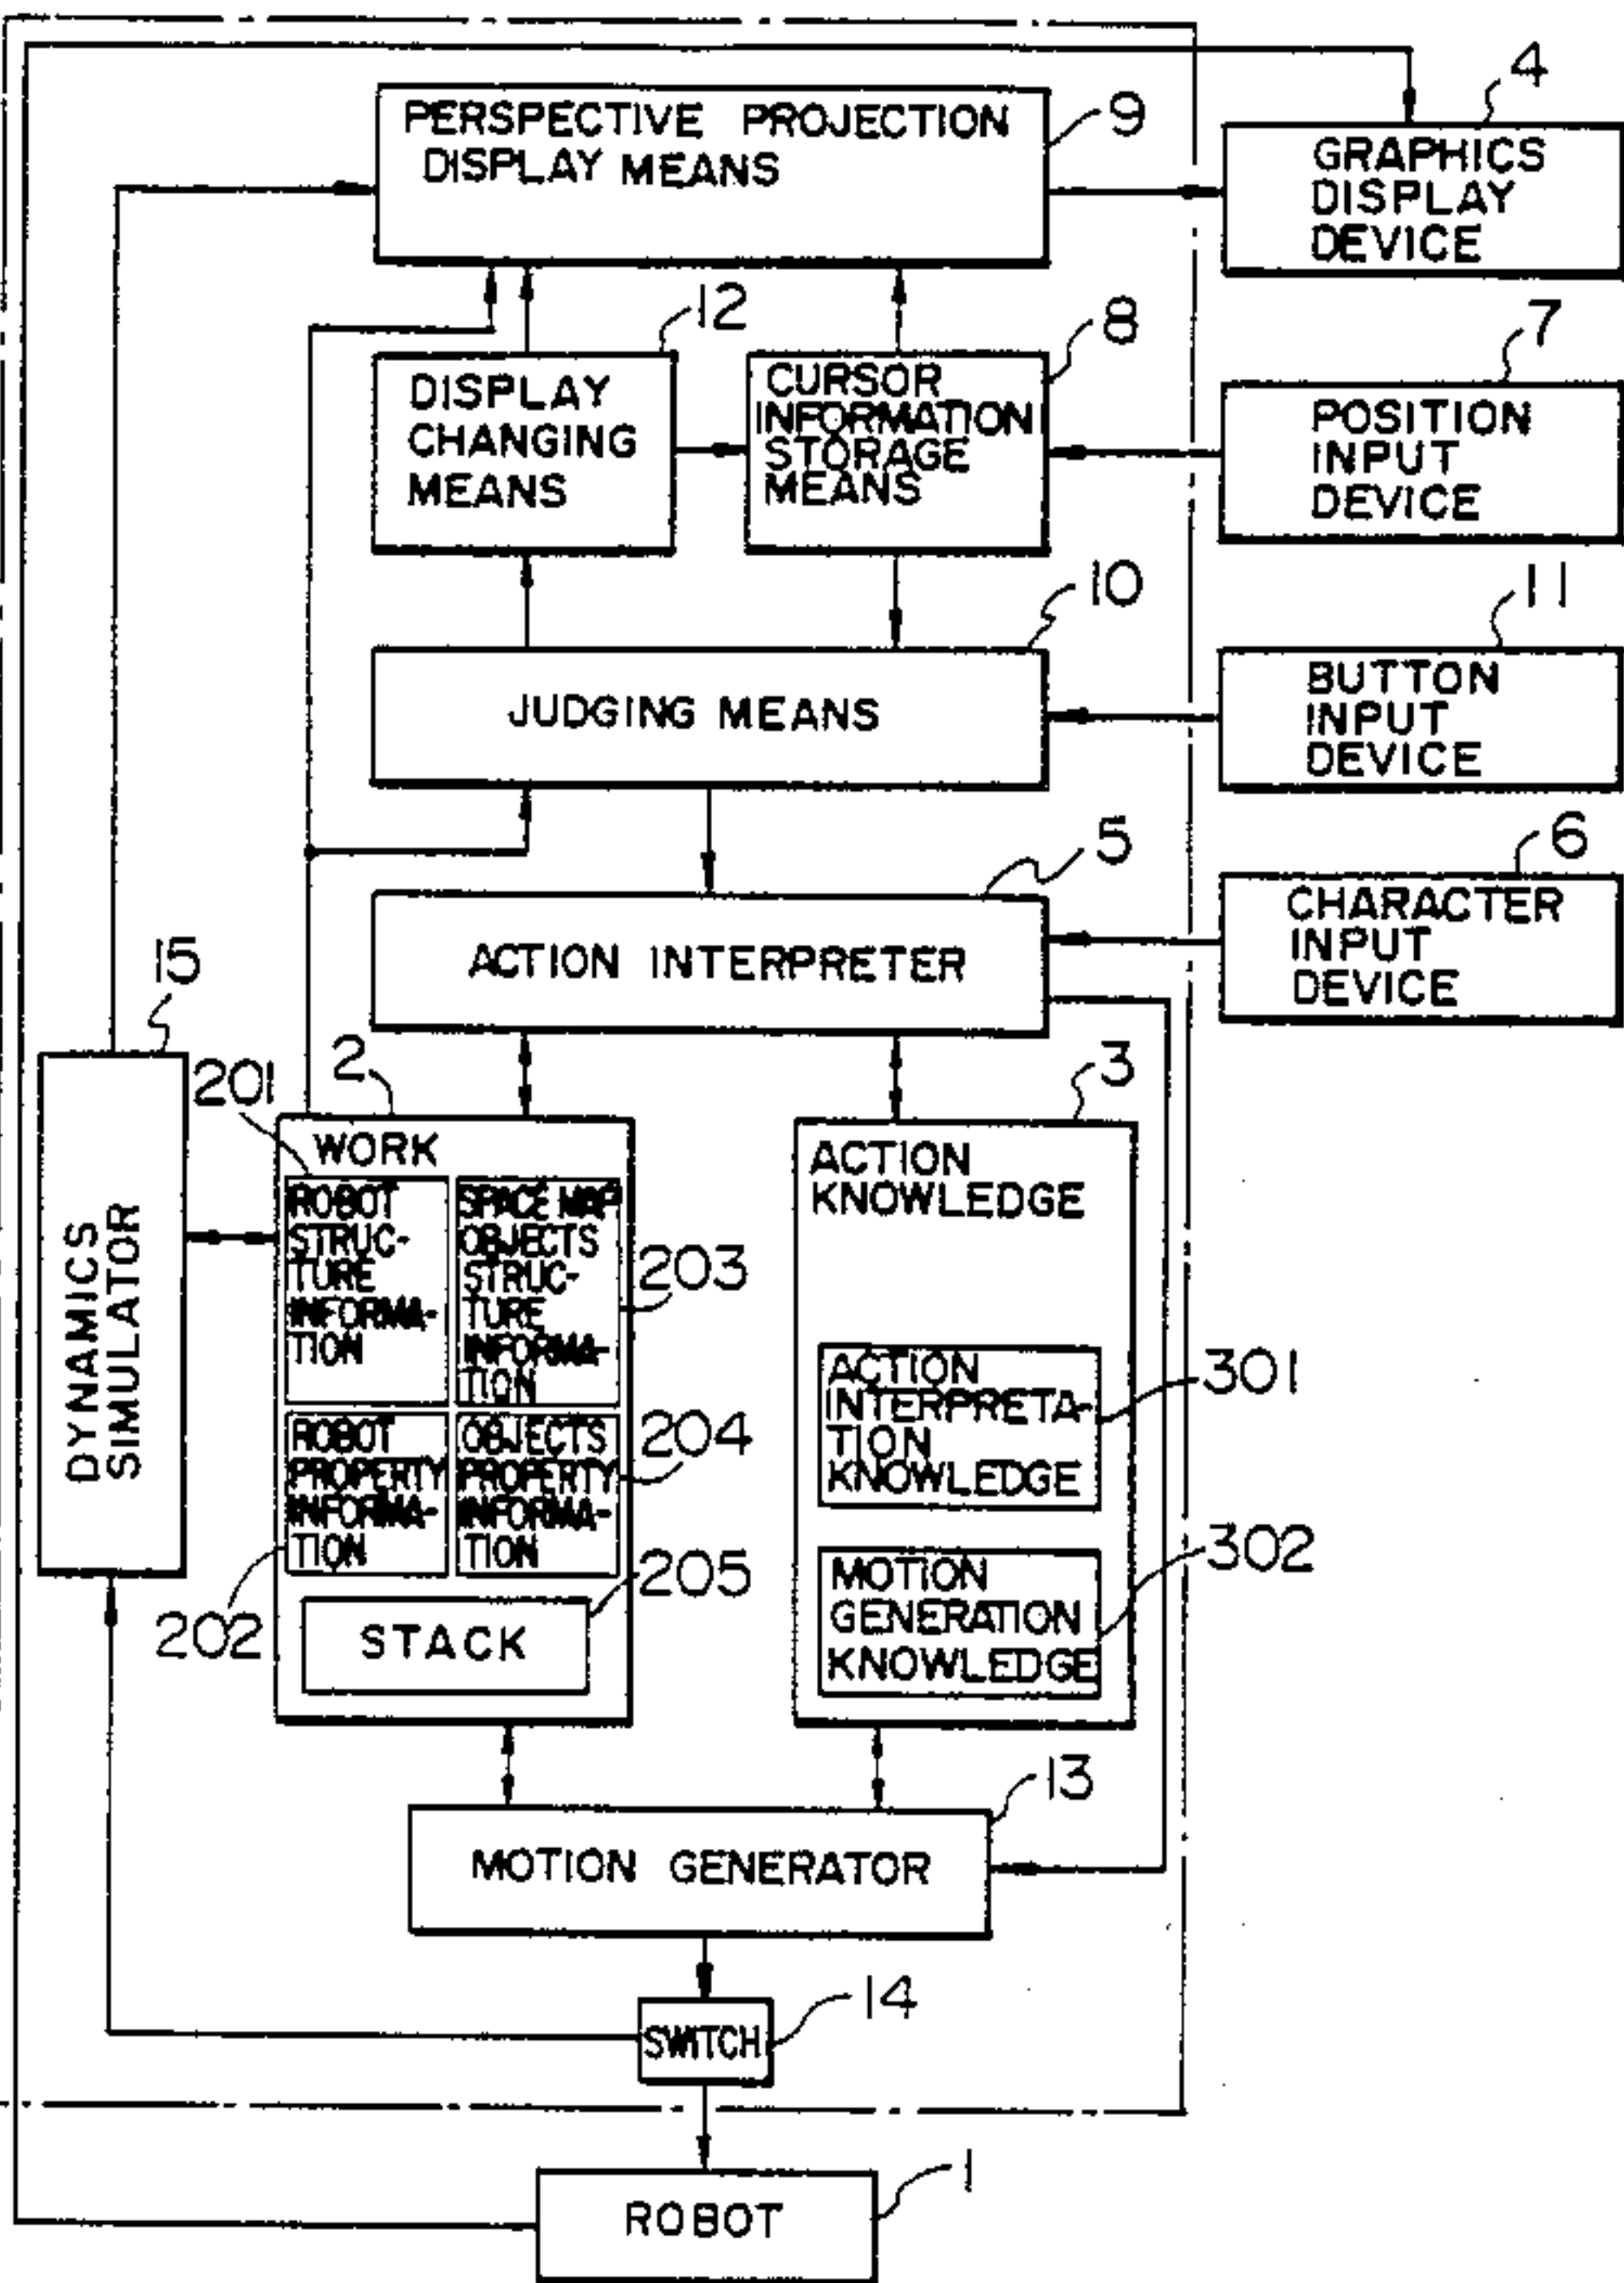 PERSPECTIVE PROJECTION
DISPLAY MEANS
9
4
GRAPHICS
DISPLAY
DEVICE
12
DISPLAY
CHANGING
MEANS
8
CURSOR
INFORMATION
STORAGE
MEANS
7
POSITION
INPUT
DEVICE
10
JUDGING MEANS
11
BUTTON
INPUT
DEVICE
5
ACTION INTERPRETER
6
CHARACTER
INPUT
DEVICE
15
DYNAMICS
SIMULATOR
2
WORK
201
ROBOT
STRUC-
TURE
INFORMA-
TION
SPACE MAP
OBJECTS
STRUC-
TURE
INFORMA-
TION
203
ROBOT
PROPERTY
INFORMA-
TION
202
OBJECTS
PROPERTY
INFORMA-
TION
204
STACK
205
3
ACTION
KNOWLEDGE
ACTION
INTERPRETA-
TION
KNOWLEDGE
301
MOTION
GENERATION
KNOWLEDGE
302
MOTION GENERATOR
13
SWITCH
14
ROBOT
1